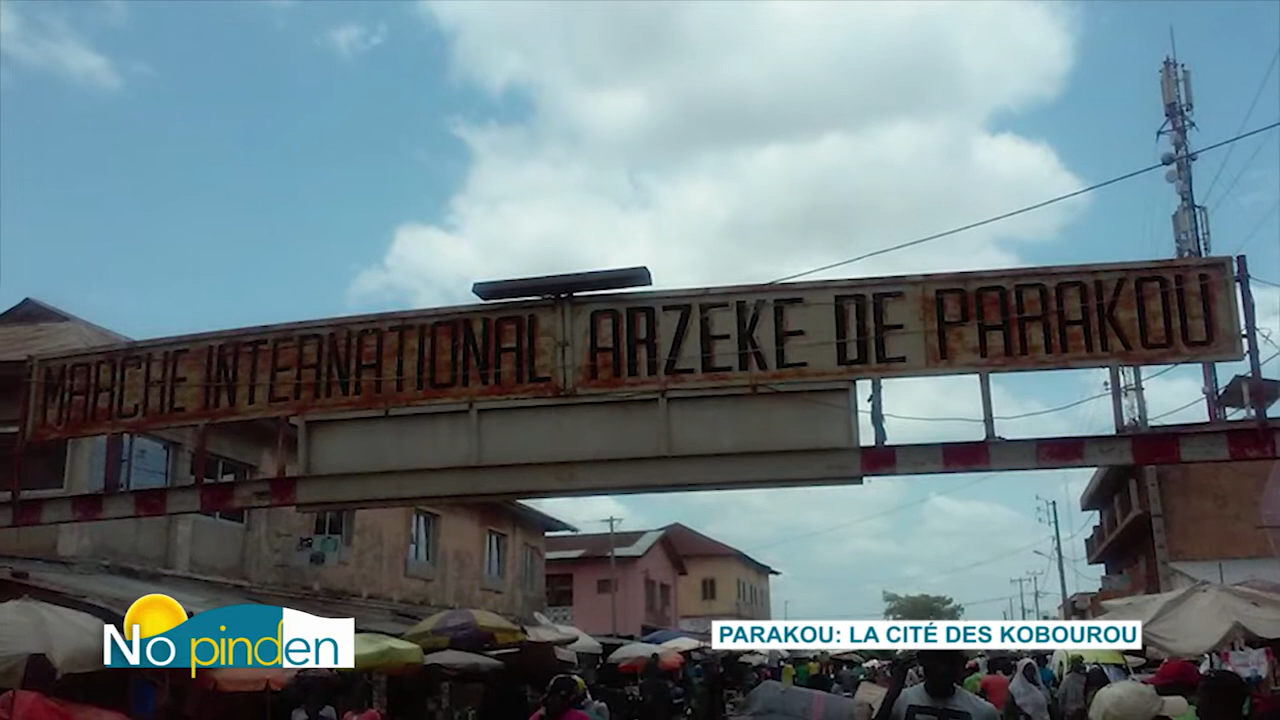 MARCHE INTERNATIONAL ARZEKE DE PARAKOU
No pinden
PARAKOU: LA CITÉ DES KOBOUROU